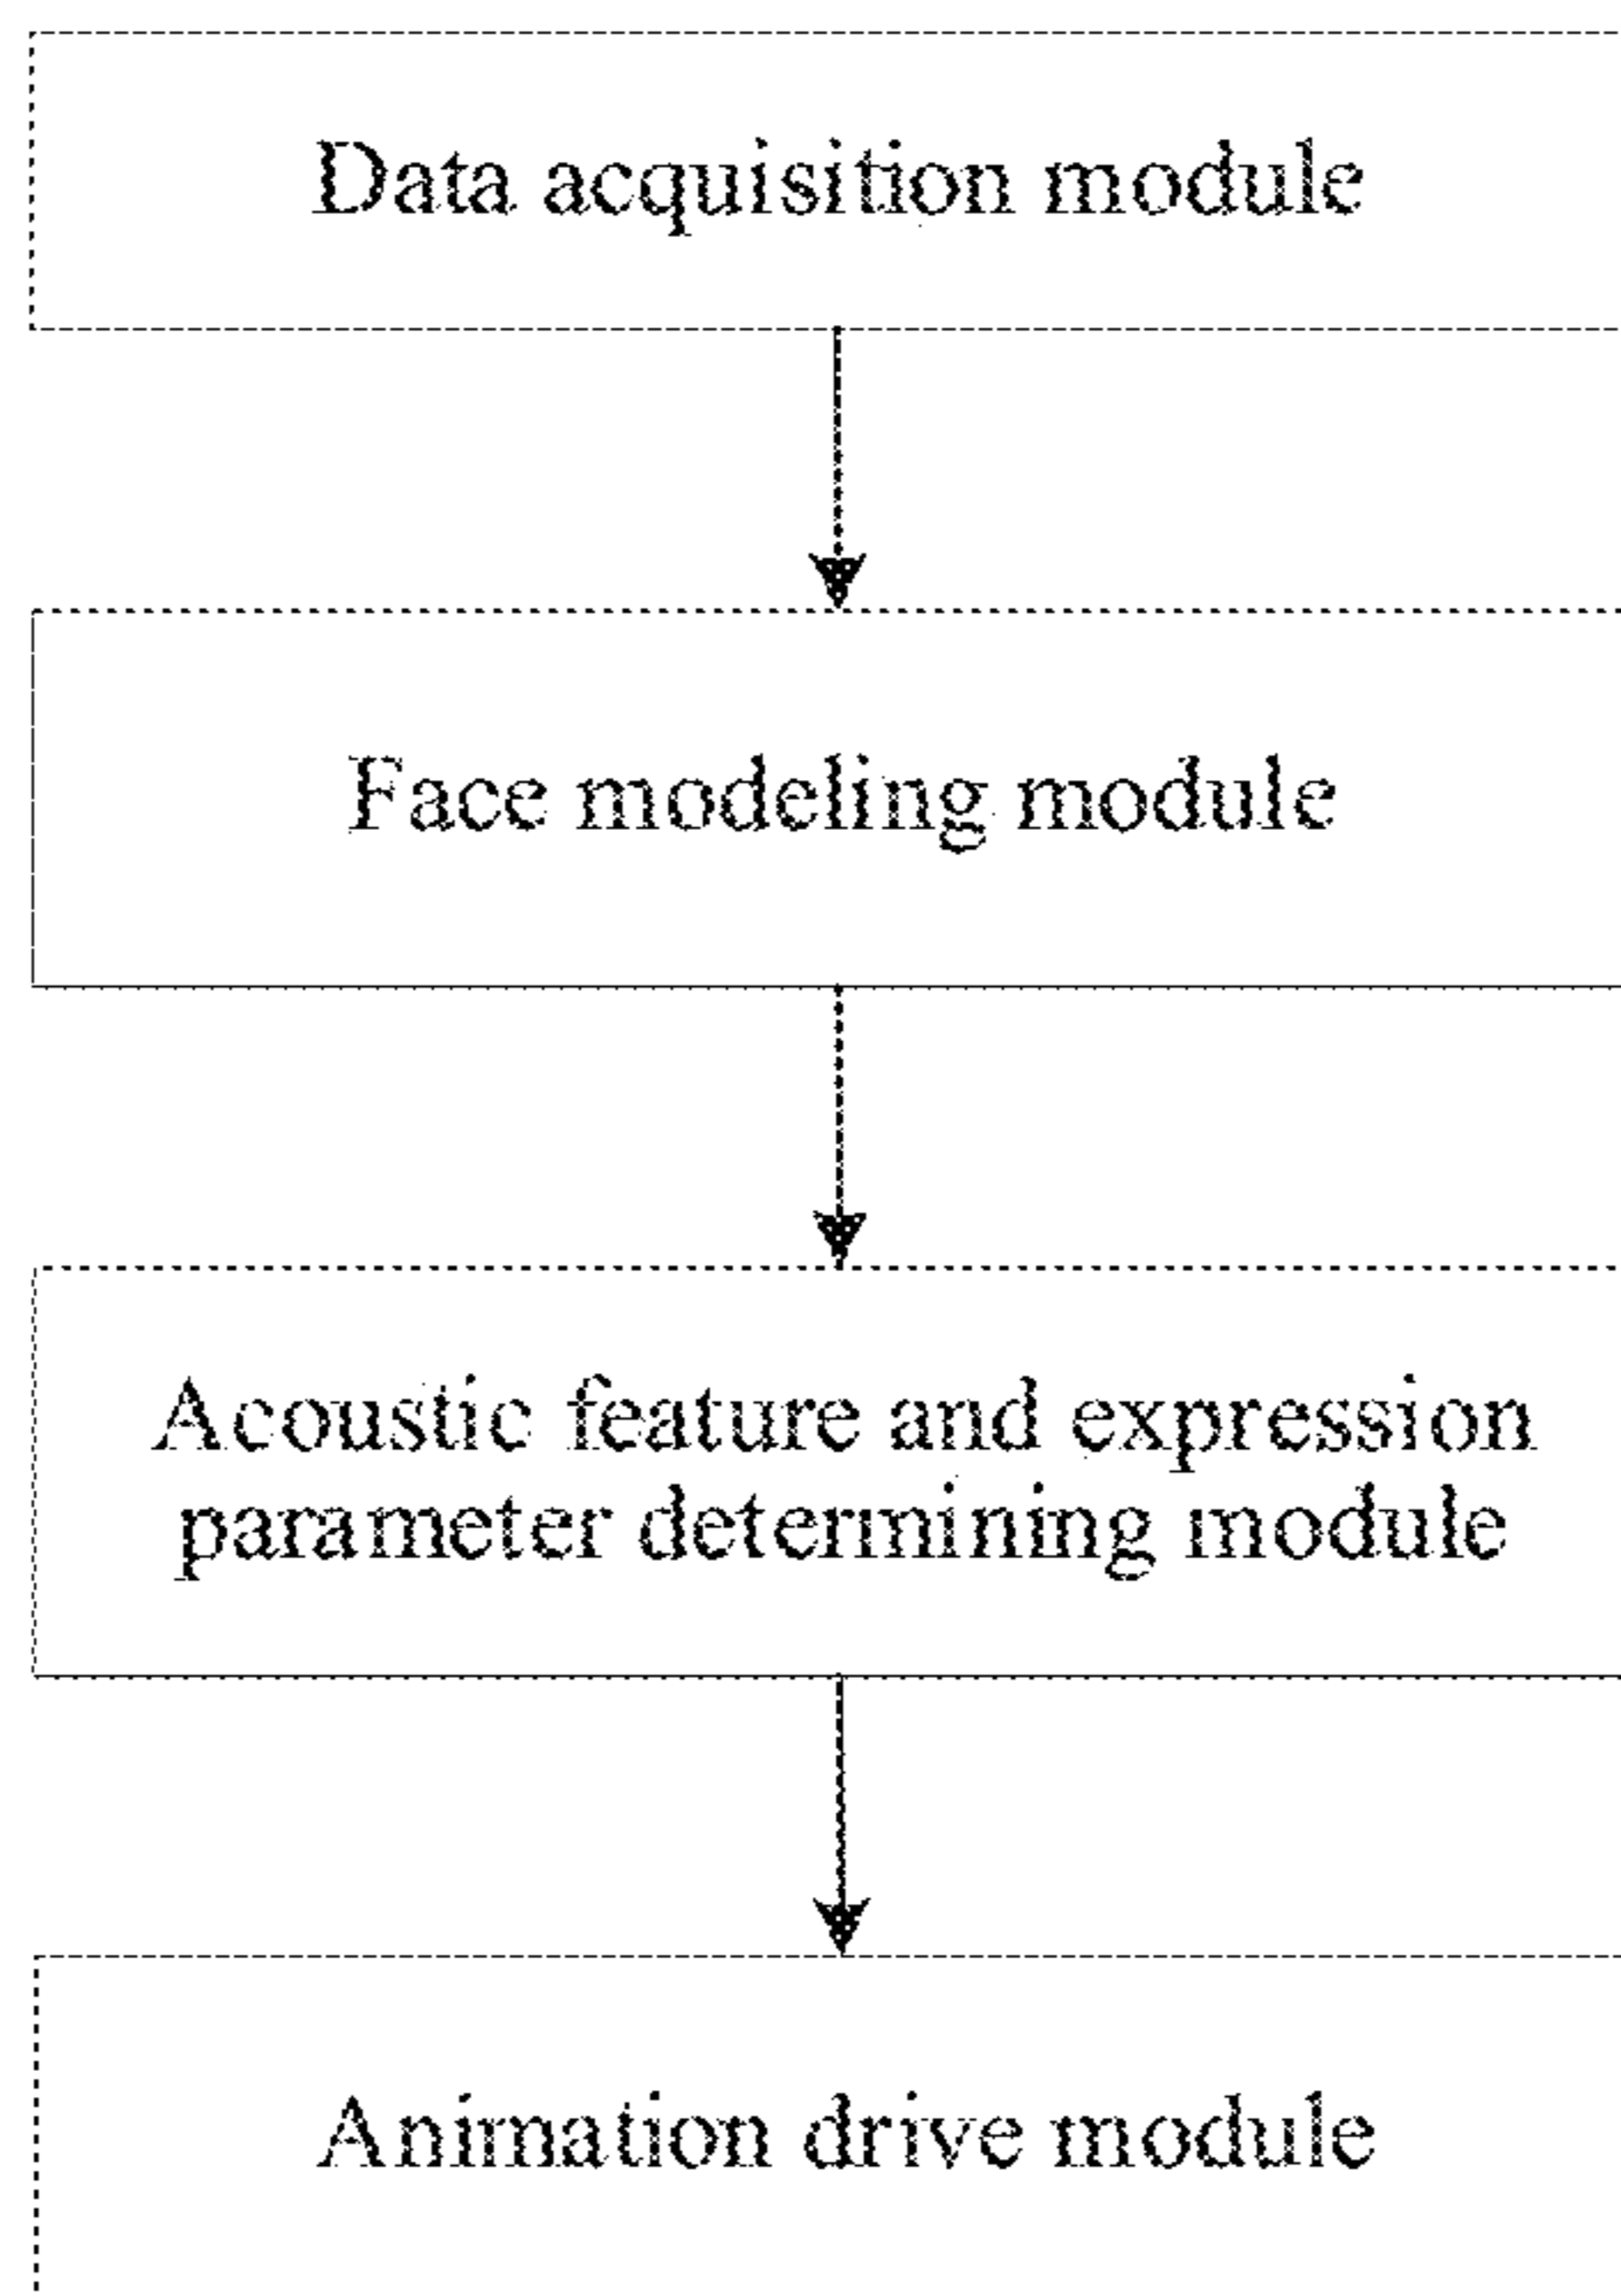 Data acquisition module
Face modeling module
Acoustic feature and expression
parameter determining module
Animation drive module